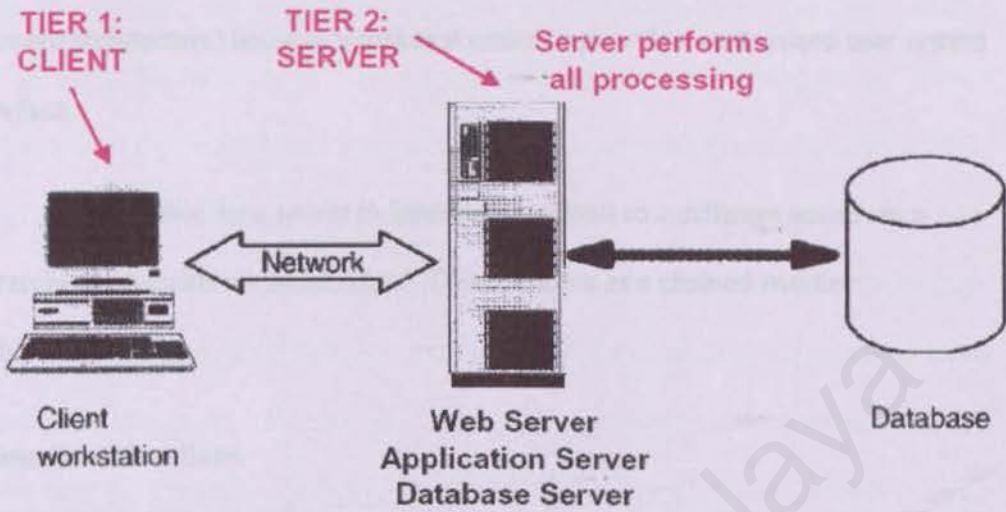 TIER 1:
CLIENT
TIER 2:
SERVER
Server performs
all processing
Network
Client
workstation
Web Server
Application Server
Database Server
Database
laya